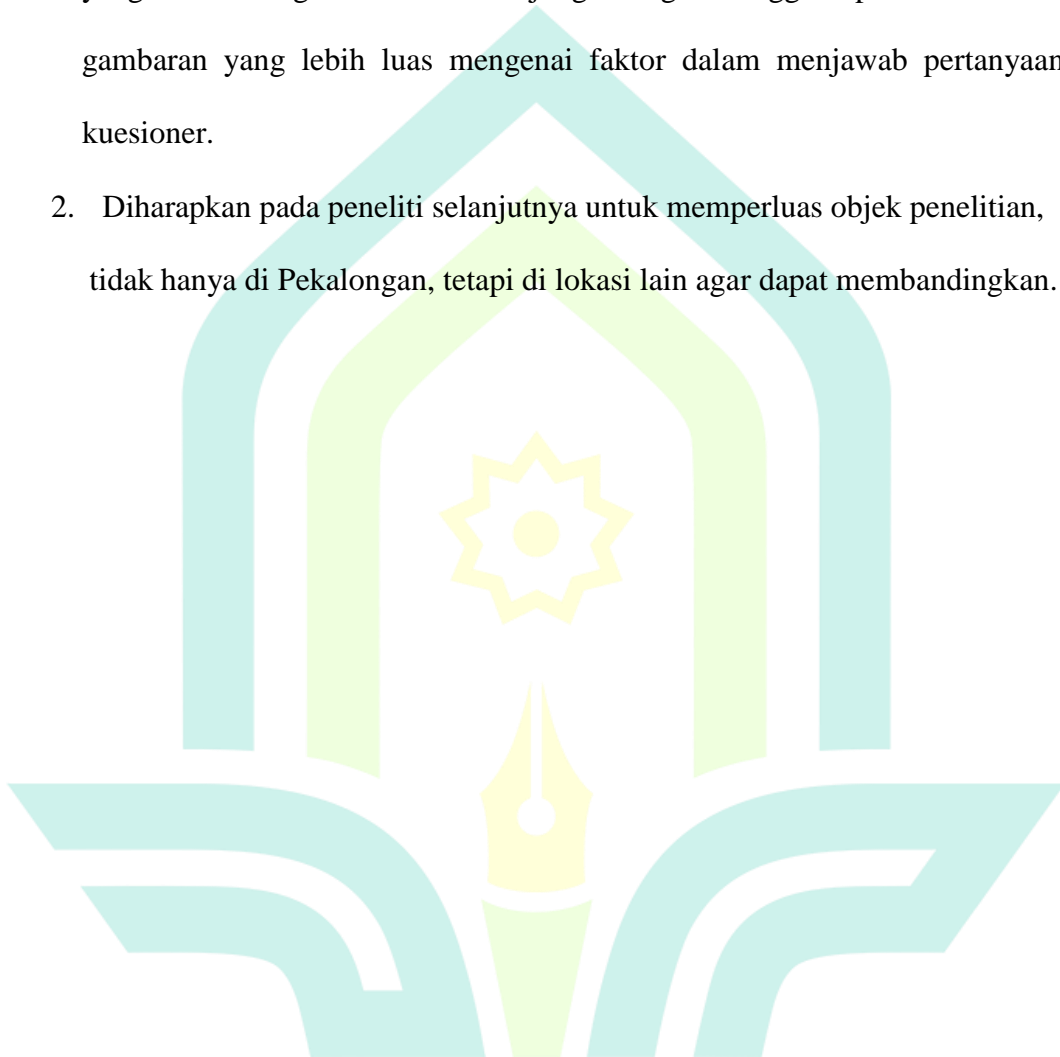 gambaran yang lebih luas mengenai faktor dalam menjawab pertanyaan
kuesioner.
2. Diharapkan pada peneliti selanjutnya untuk memperluas objek penelitian,
tidak hanya di Pekalongan, tetapi di lokasi lain agar dapat membandingkan.